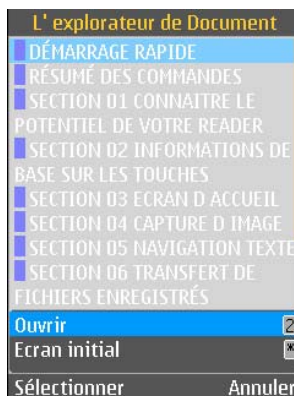 L' explorateur de Document
DÉMARRAGE RAPIDE
RÉSUMÉ DES COMMANDES
SECTION 01 CONNAITRE LE
POTENTIEL DE VOTRE READER
SECTION 02 INFORMATIONS DE
BASE SUR LES TOUCHES
SECTION 03 ECRAN D ACCUEIL
SECTION 04 CAPTURE D IMAGE
SECTION 05 NAVIGATION TEXTE
SECTION 06 TRANSFERT DE
FICHIERS ENREGISTRÉS
Ouvrir 2
Ecran initial *
Sélectionner Annuler